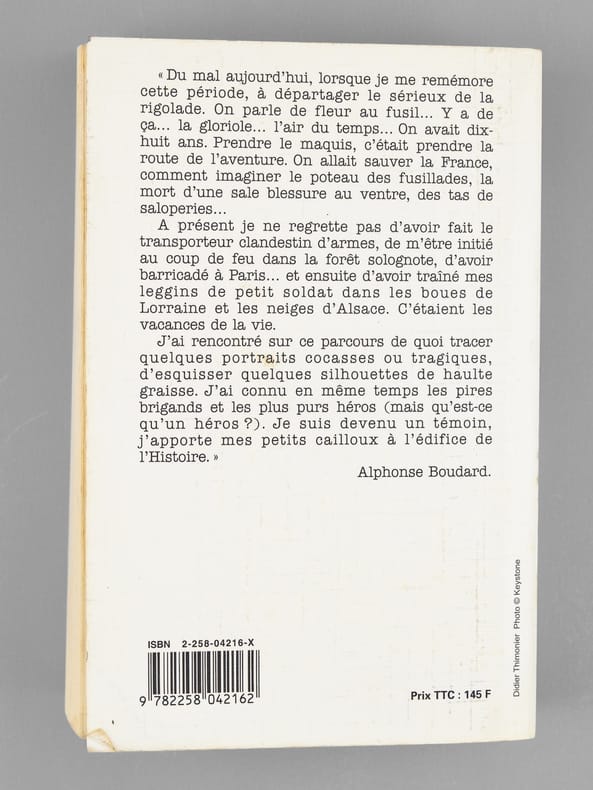 « Du mal aujourd'hui, lorsque je me remémore
cette période, à départager le sérieux de la
rigolade. On parle de fleur au fusil... Y a de
ça... la gloriole... l'air du temps... On avait dix-
huit ans. Prendre le maquis, c'était prendre la
route de l'aventure. On allait sauver la France,
comment imaginer le poteau des fusillades, la
mort d'une sale blessure au ventre, des tas de
saloperies...
A présent je ne regrette pas d'avoir fait le
transporteur clandestin d'armes, de m'être initié
au coup de feu dans la forêt solognote, d'avoir
barricadé à Paris... et ensuite d'avoir traîné mes
leggins de petit soldat dans les boues de
Lorraine et les neiges d'Alsace. C'étaient les
vacances de la vie.
J'ai rencontré sur ce parcours de quoi tracer
quelques portraits cocasses ou tragiques,
d'esquisser quelques silhouettes de haulte
graisse. J'ai connu en même temps les pires
brigands et les plus purs héros (mais qu'est-ce
qu'un héros ?). Je suis devenu un témoin,
j'apporte mes petits cailloux à l'édifice de
l'Histoire. »
Alphonse Boudard.
ISBN 2-258-04216-X
9 782258 042162
Prix TTC : 145 F
Didier Thimonier Photo © Keystone